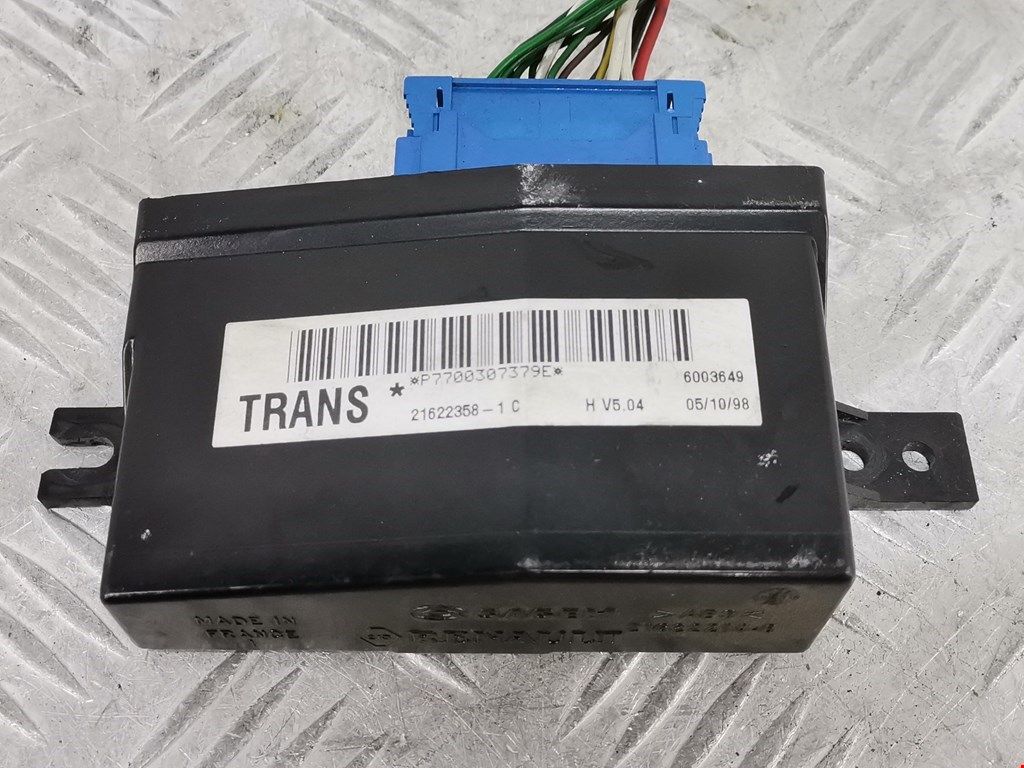 *P7700307379E*
6003649
TRANS * 21622358-1 C H V5.04 05/10/98
MADE IN
FRANCE
RENAULT